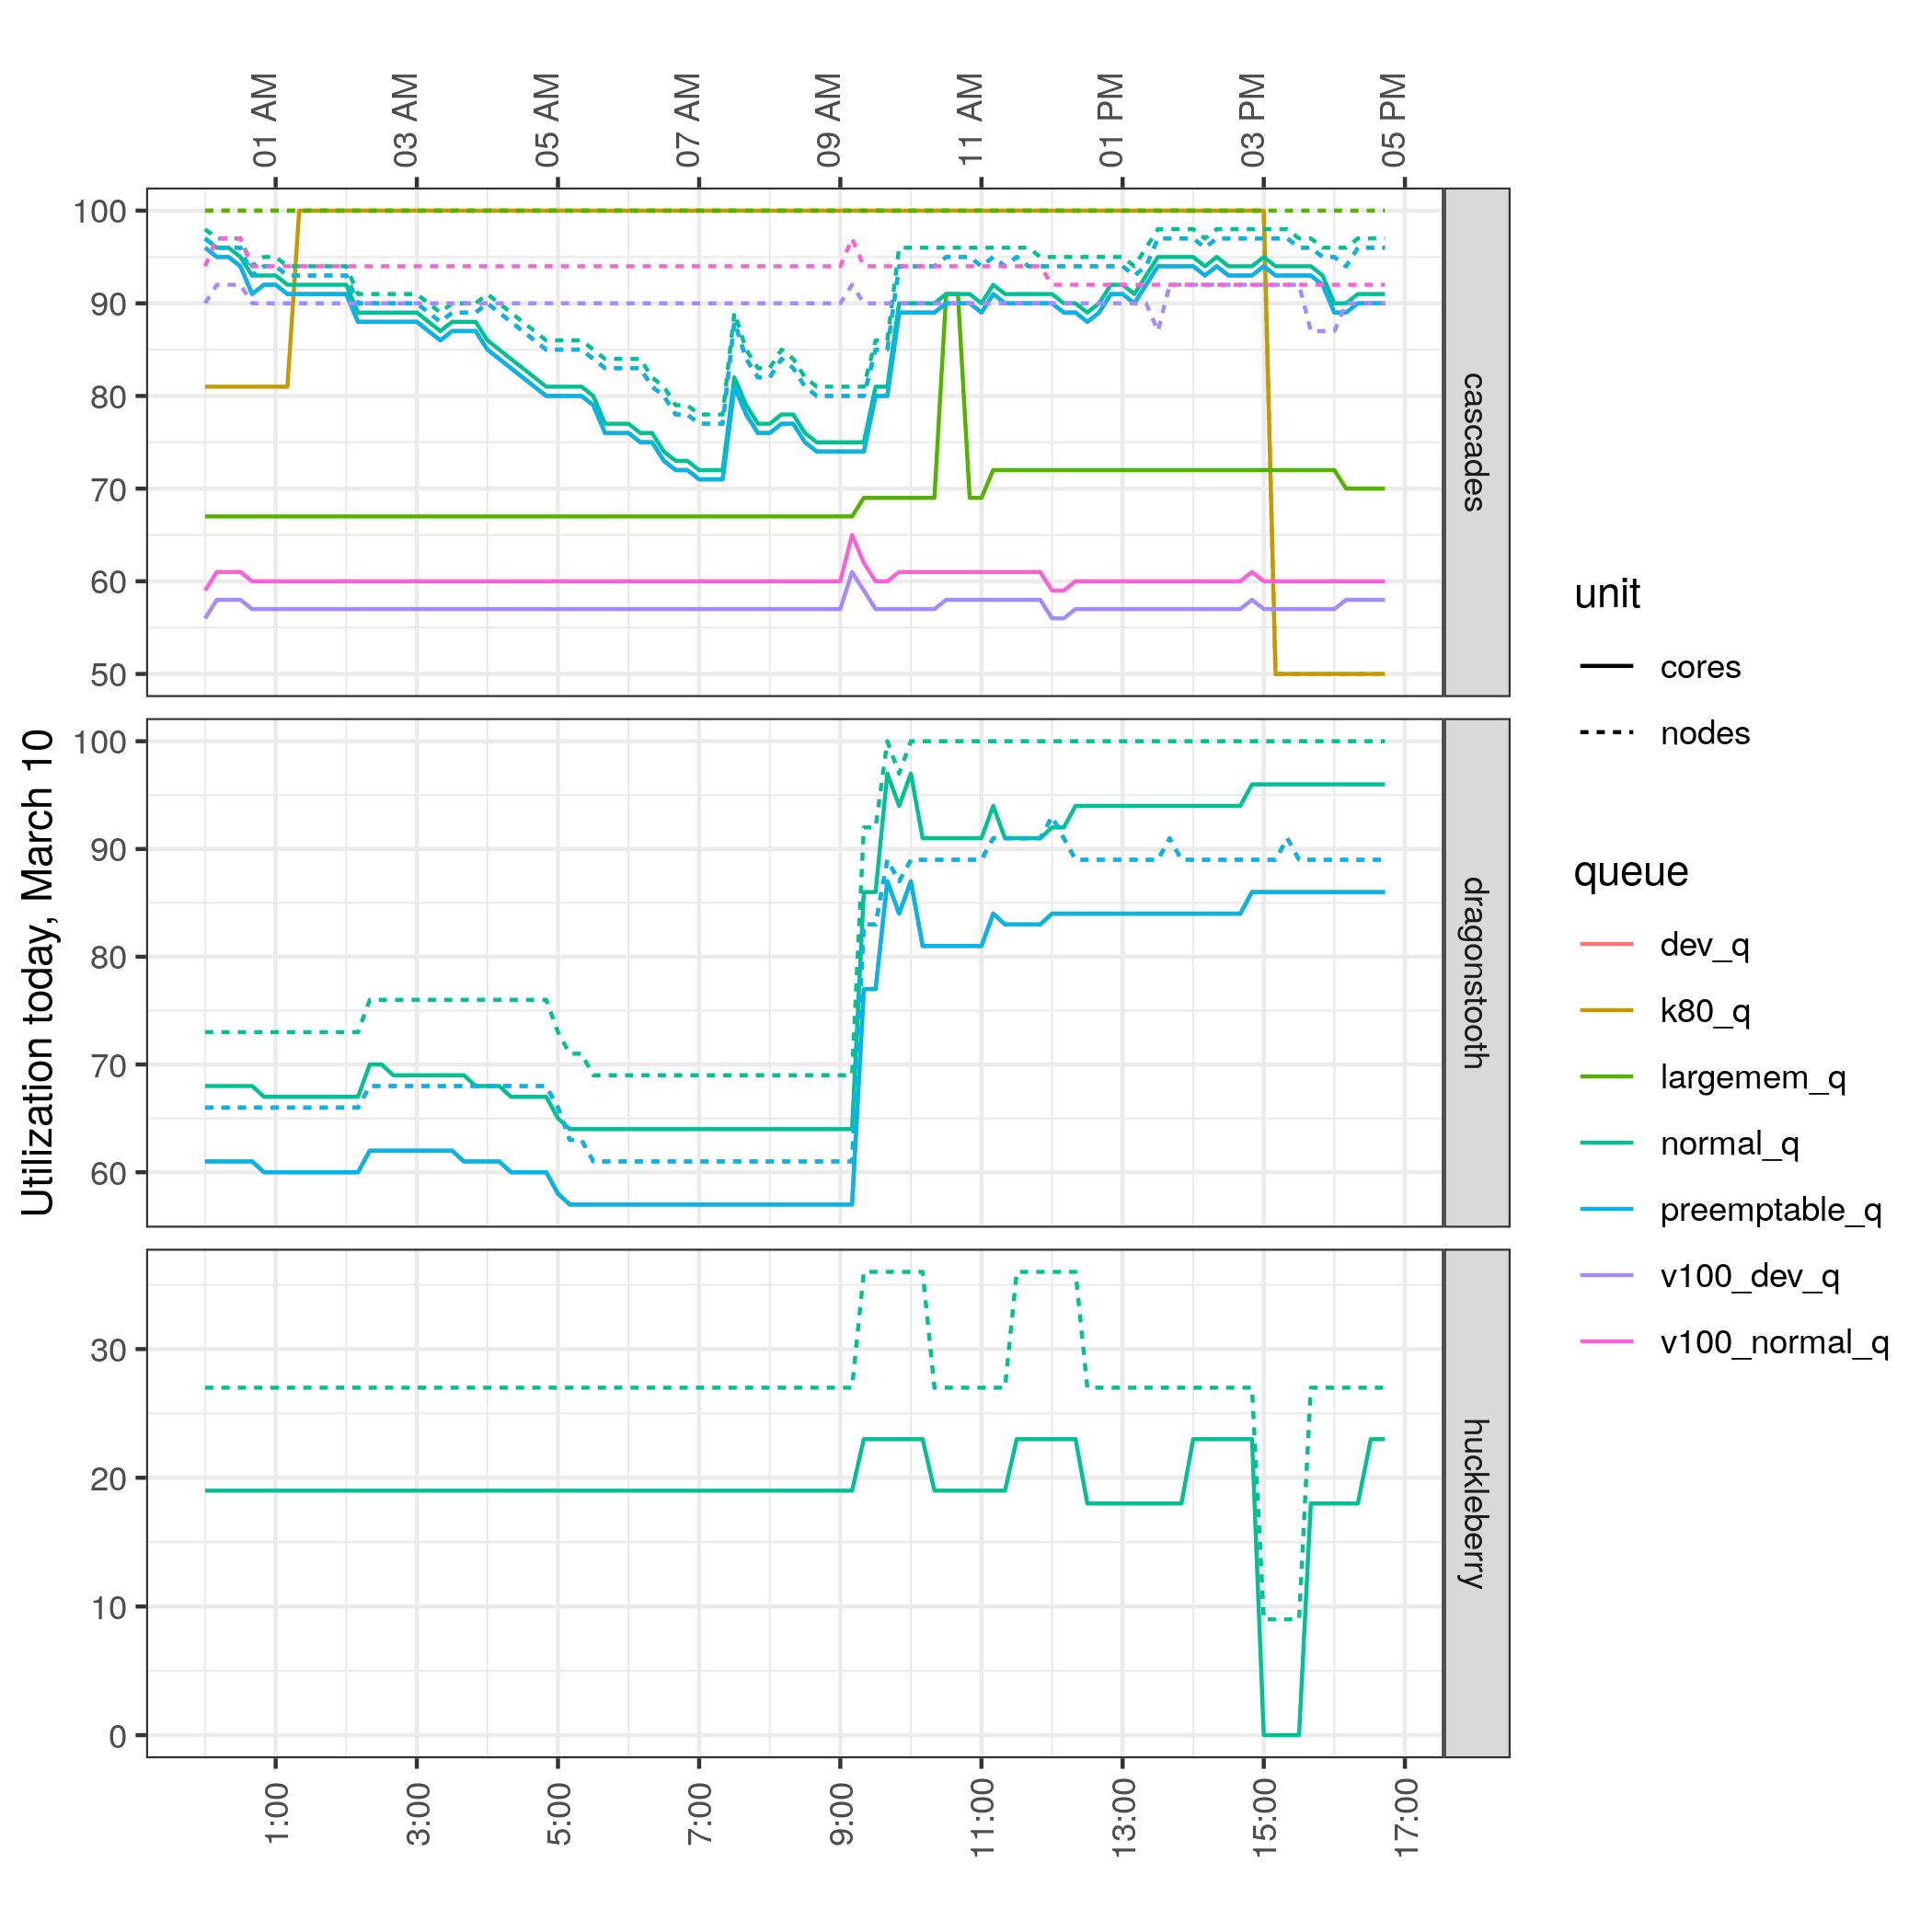 01 AM
03 AM
05 AM
07 AM
09 AM
11 AM
01 PM
03 PM
05 PM
Utilization today, March 10
100
90
80
70
60
50
cascades
100
90
80
70
60
dragonstooth
30
20
10
0
huckleberry
1:00
3:00
5:00
7:00
9:00
11:00
13:00
15:00
17:00
unit
cores
nodes
queue
dev_q
k80_q
largemem_q
normal_q
preemptable_q
v100_dev_q
v100_normal_q